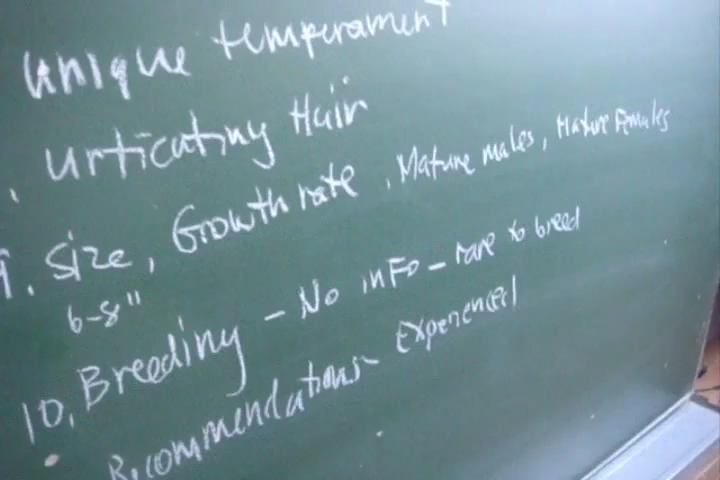 unique temperament
. urticating Hair
9. Size, Growth rate, Mature males, Mature Females
6-8"
10. Breeding - No info - rare to breed
Recommendations - Experienced